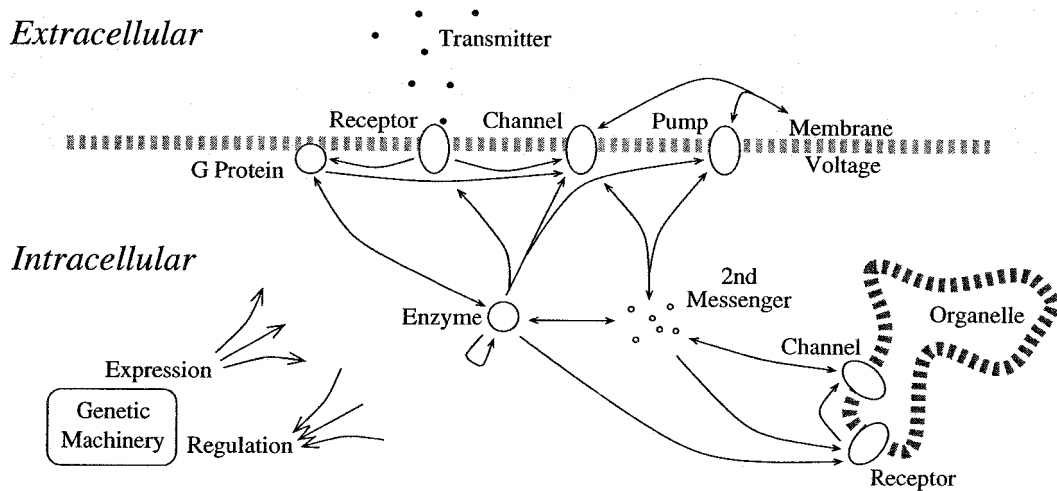 Extracellular
Transmitter
Receptor
Channel
Pump
Membrane
Voltage
G Protein
Intracellular
2nd
Messenger
Enzyme
Organelle
Channel
Expression
Genetic
Machinery
Regulation
Receptor